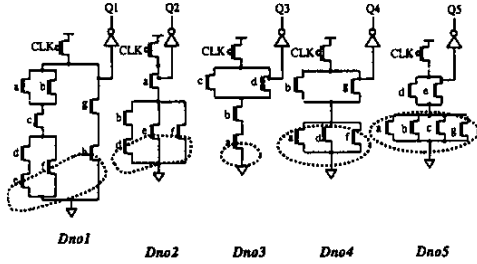 Q1 Q2 Q3 Q4 Q5
CLK CLK CLK CLK CLK
a b g a c d b g d e
c b b
d f h d e f a d f a b c g
e
Dno1 Dno2 Dno3 Dno4 Dno5